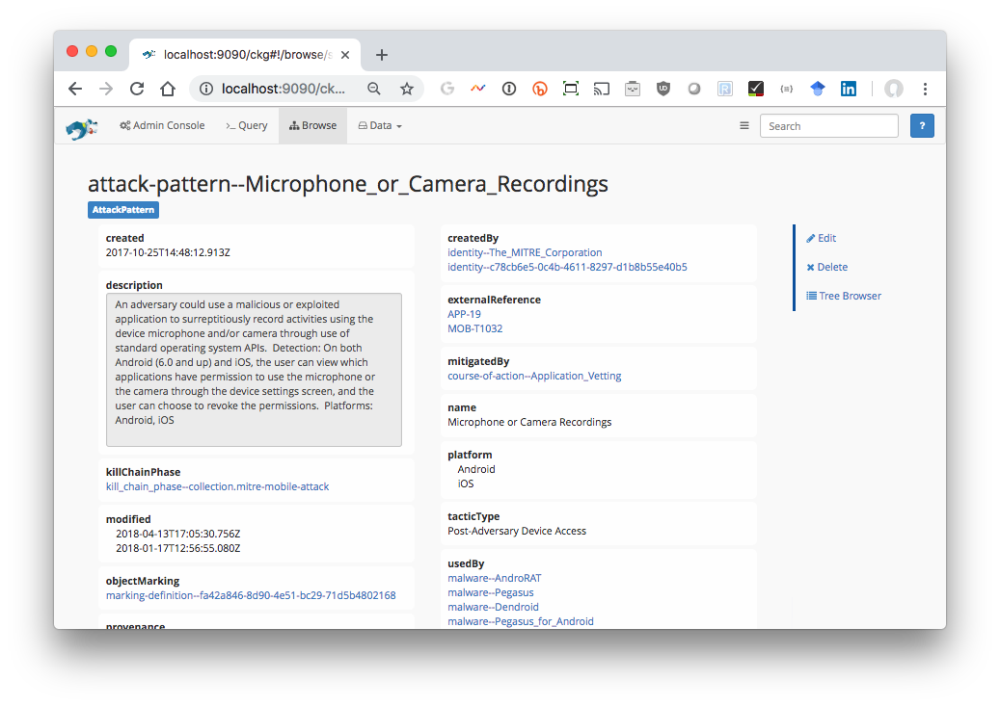 localhost:9090/ckg#!/browse/s
localhost:9090/ck...
Admin Console
Query
Browse
Data
Search
?
attack-pattern--Microphone_or_Camera_Recordings
AttackPattern
created
2017-10-25T14:48:12.913Z
description
An adversary could use a malicious or exploited
application to surreptitiously record activities using the
device microphone and/or camera through use of
standard operating system APIs. Detection: On both
Android (6.0 and up) and iOS, the user can view which
applications have permission to use the microphone or
the camera through the device settings screen, and the
user can choose to revoke the permissions. Platforms:
Android, iOS
killChainPhase
kill_chain_phase--collection.mitre-mobile-attack
modified
2018-04-13T17:05:30.756Z
2018-01-17T12:56:55.080Z
objectMarking
marking-definition--fa42a846-8d90-4e51-bc29-71d5b4802168
provenance
createdBy
identity--The_MITRE_Corporation
identity--c78cb6e5-0c4b-4611-8297-d1b8b55e40b5
externalReference
APP-19
MOB-T1032
mitigatedBy
course-of-action--Application_Vetting
name
Microphone or Camera Recordings
platform
Android
iOS
tacticType
Post-Adversary Device Access
usedBy
malware--AndroRAT
malware--Pegasus
malware--Dendroid
malware--Pegasus_for_Android
Edit
Delete
Tree Browser